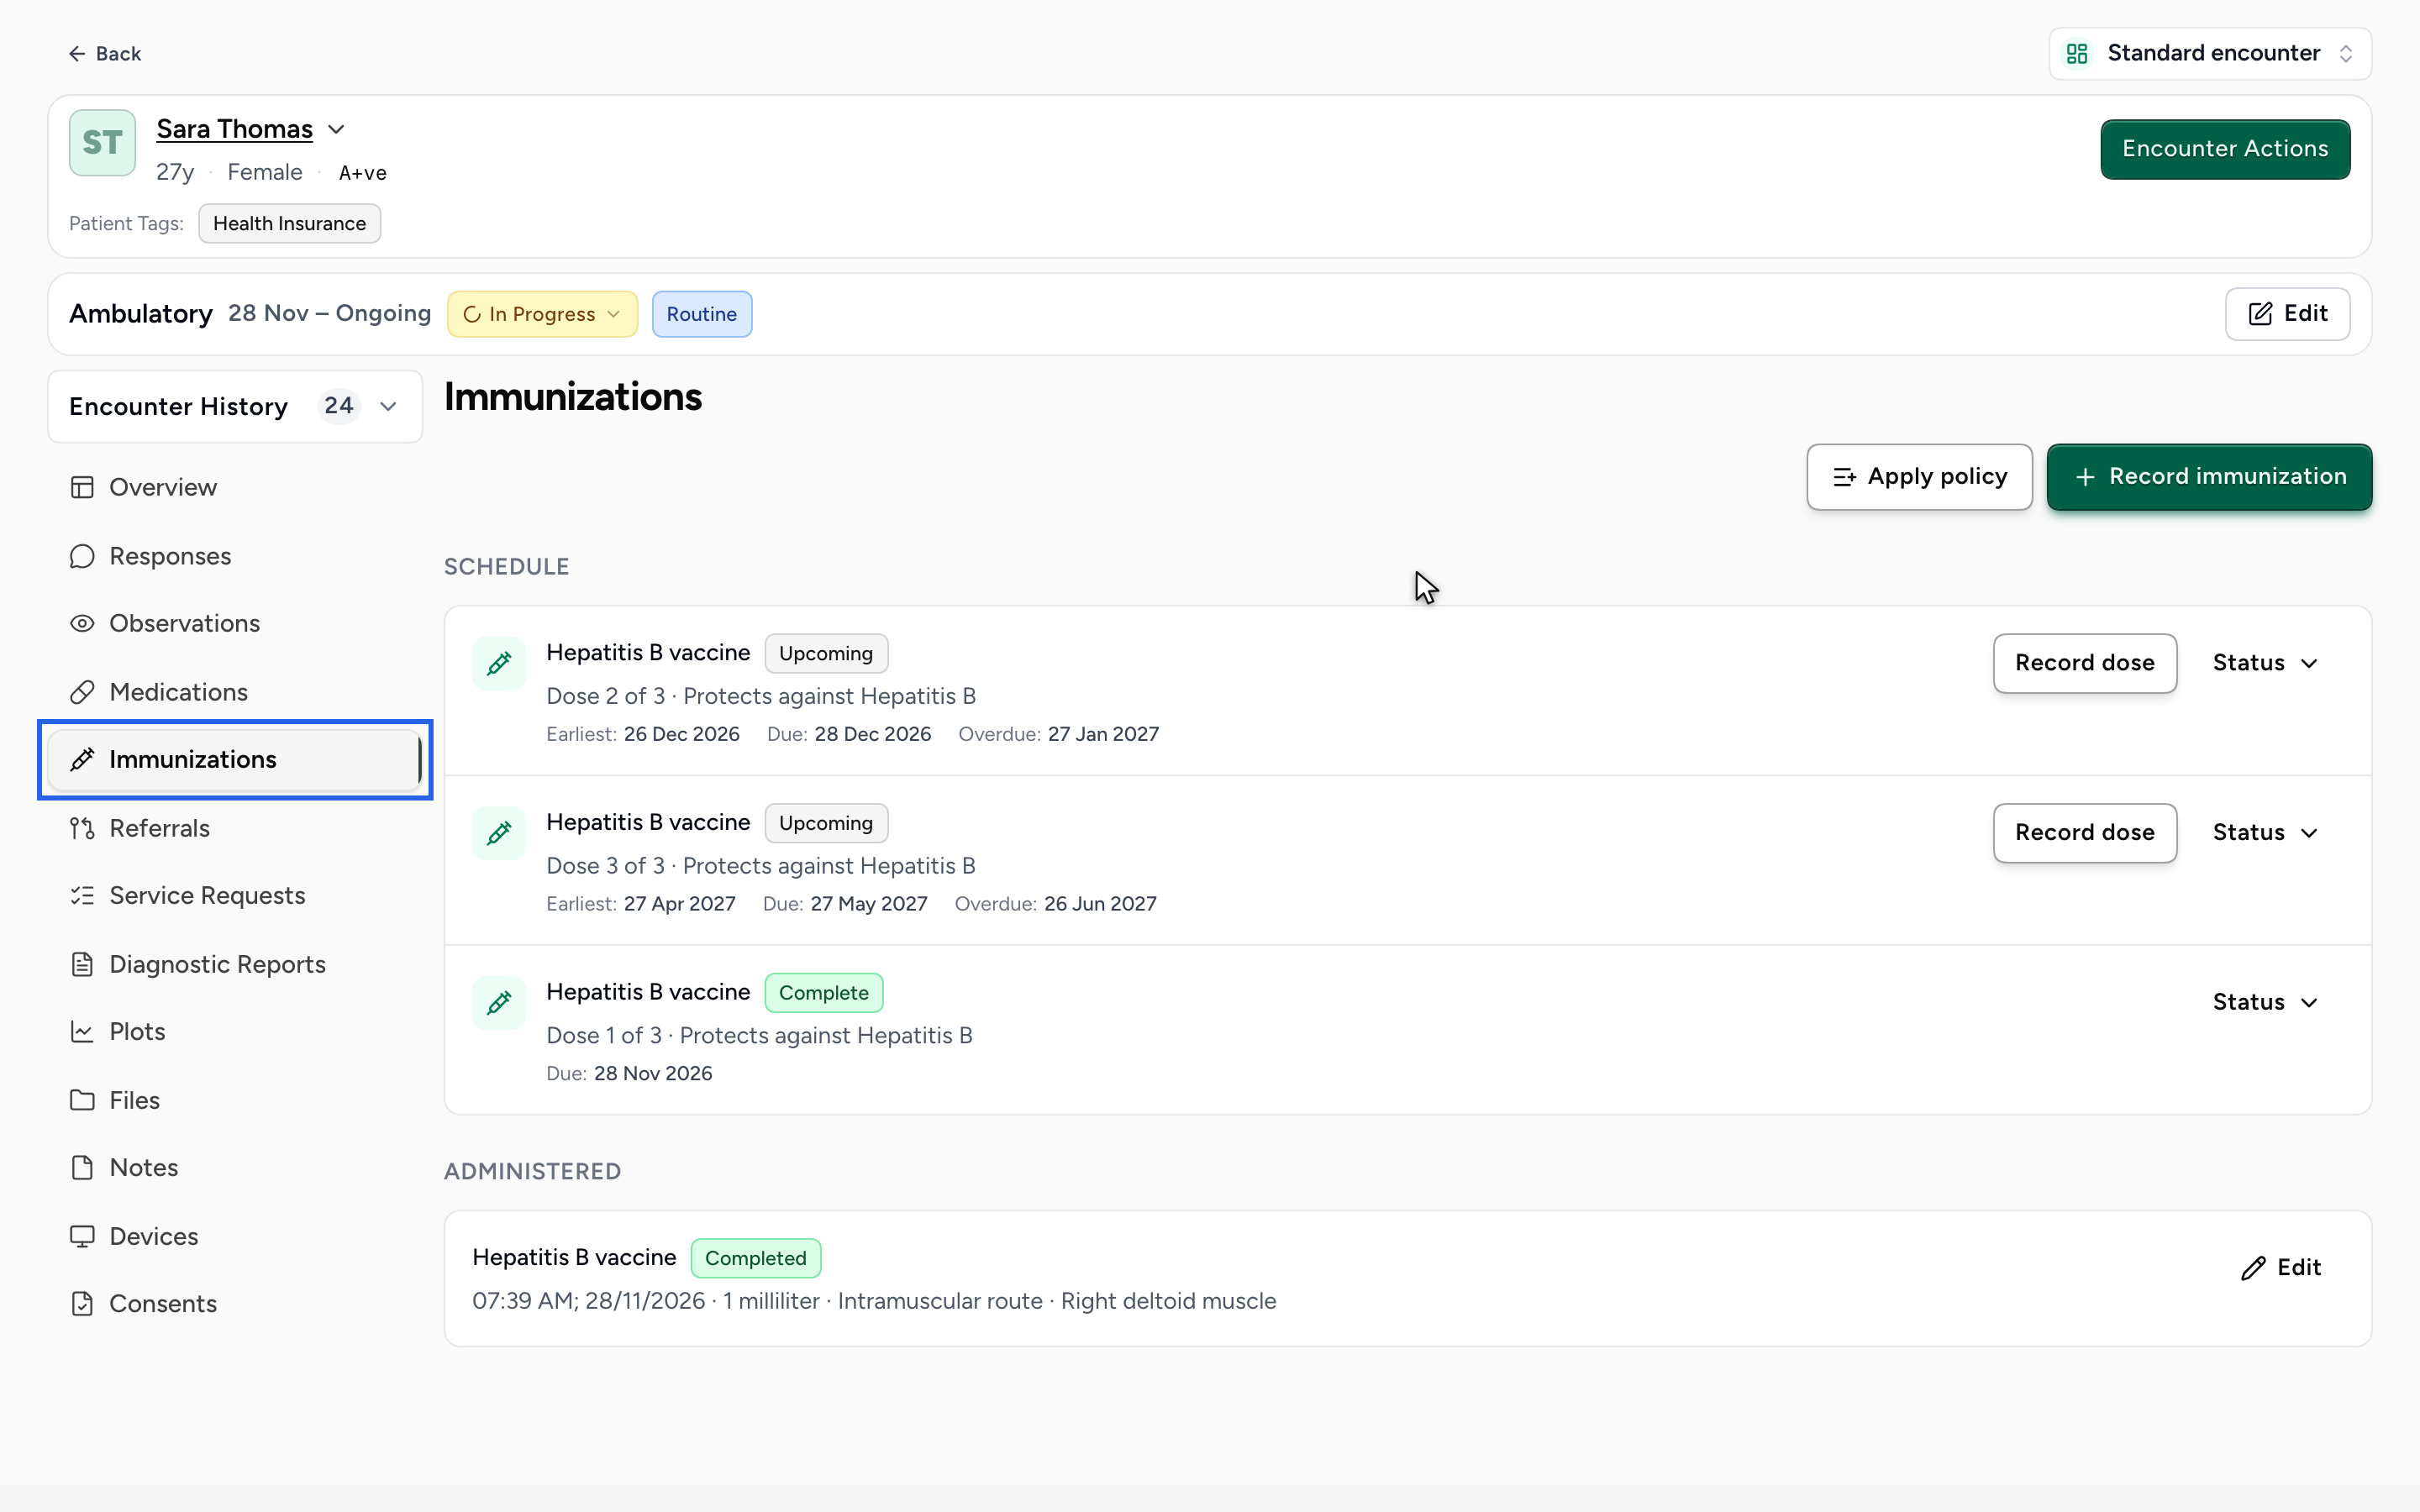 Back
Standard encounter
ST
Sara Thomas
27y · Female · A+ve
Encounter Actions
Patient Tags: Health Insurance
Ambulatory 28 Nov – Ongoing In Progress Routine
Edit
Encounter History 24
Immunizations
Apply policy
Record immunization
Overview
Responses
Observations
Medications
Immunizations
Referrals
Service Requests
Diagnostic Reports
Plots
Files
Notes
Devices
Consents
SCHEDULE
Hepatitis B vaccine Upcoming
Dose 2 of 3 · Protects against Hepatitis B
Earliest: 26 Dec 2026 Due: 28 Dec 2026 Overdue: 27 Jan 2027
Record dose Status
Hepatitis B vaccine Upcoming
Dose 3 of 3 · Protects against Hepatitis B
Earliest: 27 Apr 2027 Due: 27 May 2027 Overdue: 26 Jun 2027
Record dose Status
Hepatitis B vaccine Complete
Dose 1 of 3 · Protects against Hepatitis B
Due: 28 Nov 2026
Status
ADMINISTERED
Hepatitis B vaccine Completed
07:39 AM; 28/11/2026 · 1 milliliter · Intramuscular route · Right deltoid muscle
Edit